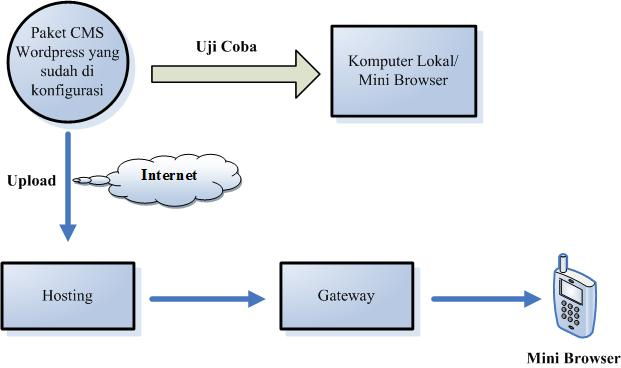 Paket CMS
Wordpress yang
sudah di
konfigurasi
Uji Coba
Komputer Lokal/
Mini Browser
Upload
Internet
Hosting
Gateway
Mini Browser